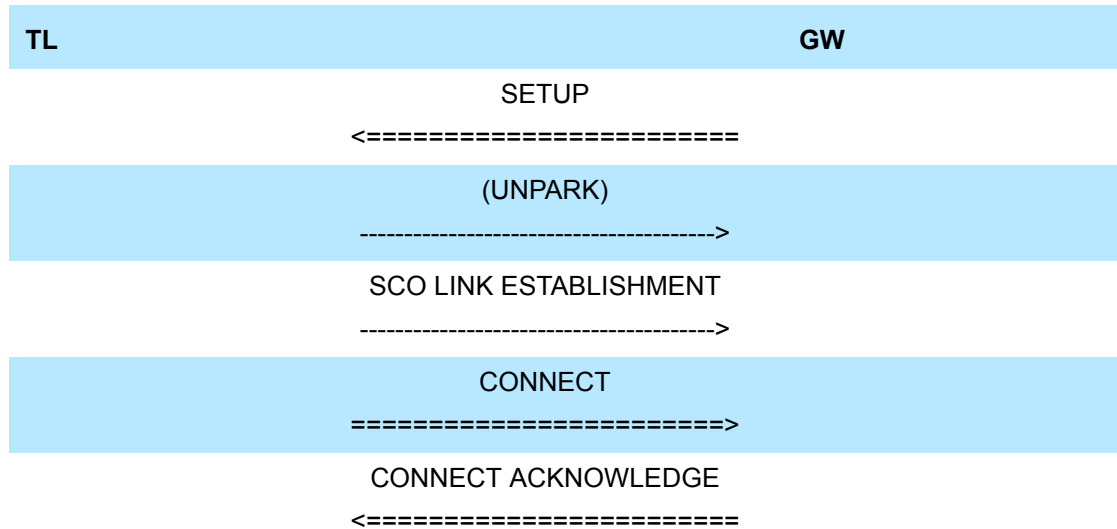 TL GW
SETUP
<========================
(UNPARK)
---------------------------------------->
SCO LINK ESTABLISHMENT
---------------------------------------->
CONNECT
========================>
CONNECT ACKNOWLEDGE
<========================